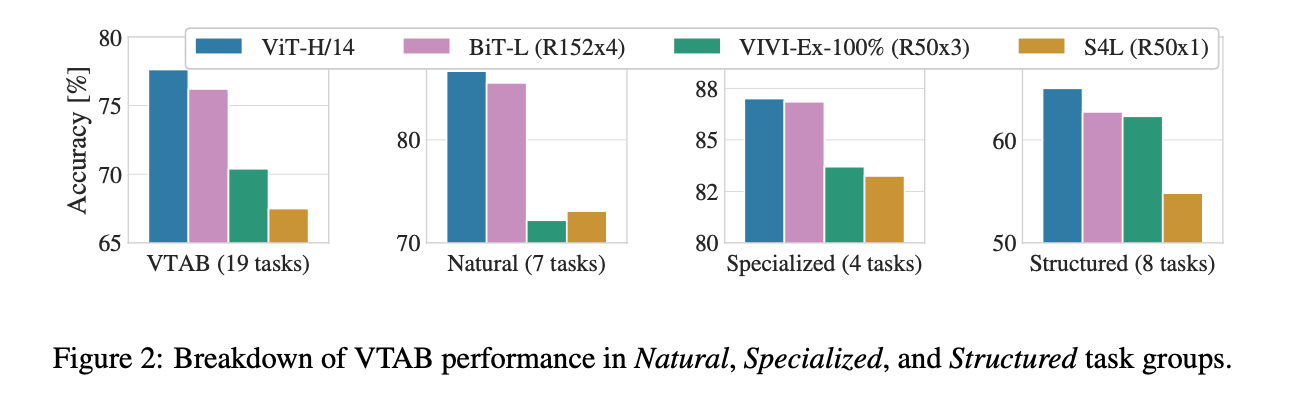 ViT-H/14 BiT-L (R152x4) VIVI-Ex-100% (R50x3) S4L (R50x1)
Accuracy [%]
80
75
70
65
VTAB (19 tasks)
80
70
Natural (7 tasks)
88
85
82
80
Specialized (4 tasks)
60
50
Structured (8 tasks)
Figure 2: Breakdown of VTAB performance in Natural, Specialized, and Structured task groups.